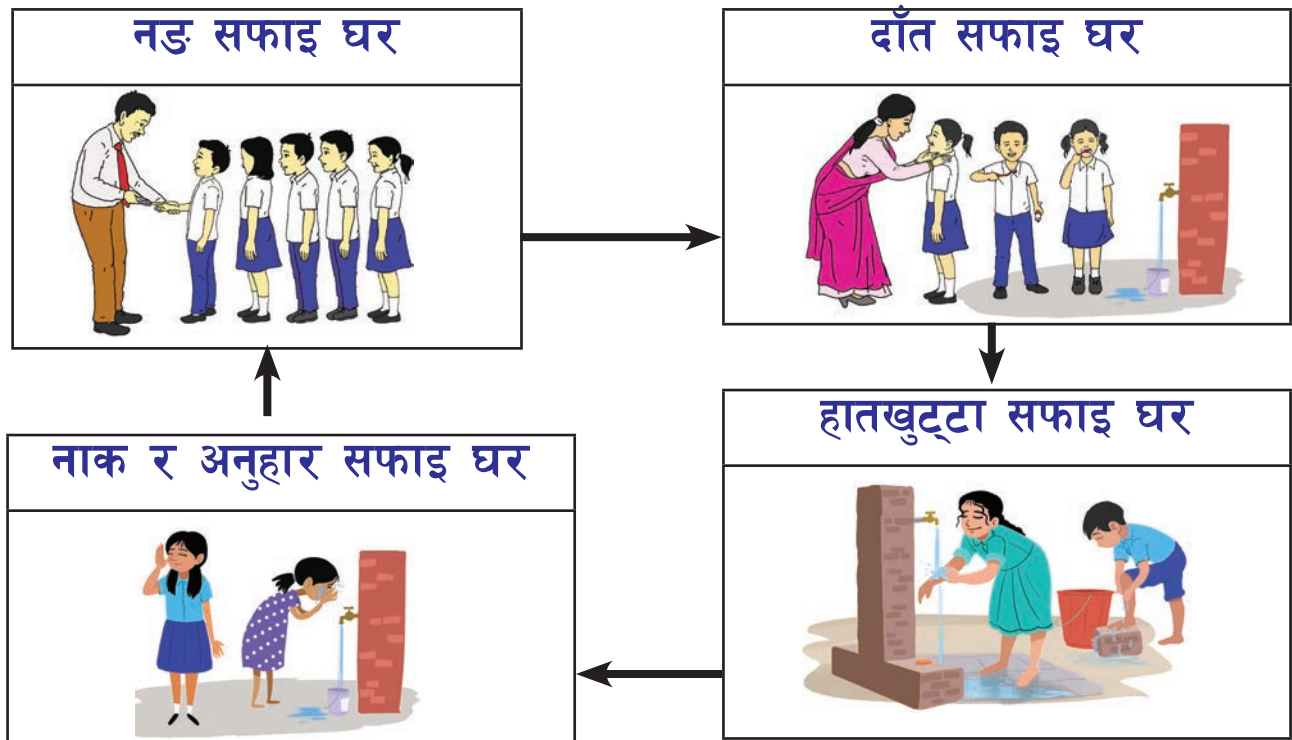 नङ सफाइ घर
दाँत सफाइ घर
हातखुट्टा सफाइ घर
नाक र अनुहार सफाइ घर